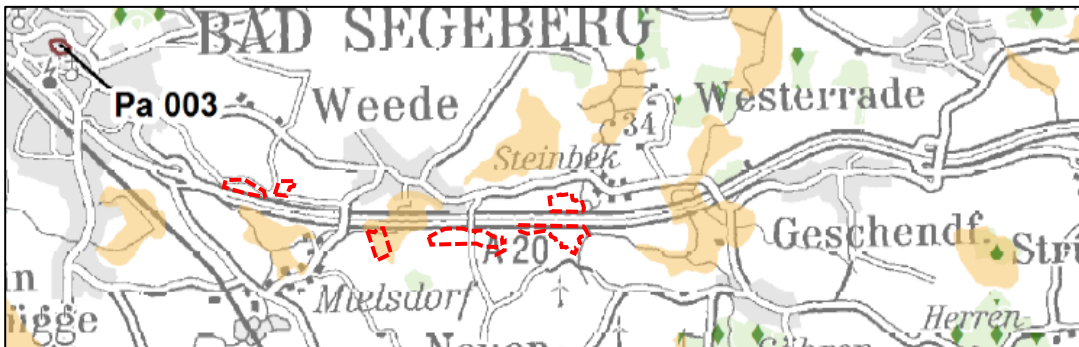 BAD SEGEBERG
Pa 003
Weede
Westerrade
34
Steinbek
Geschendf.
A 20
Mielsdorf
Herren-